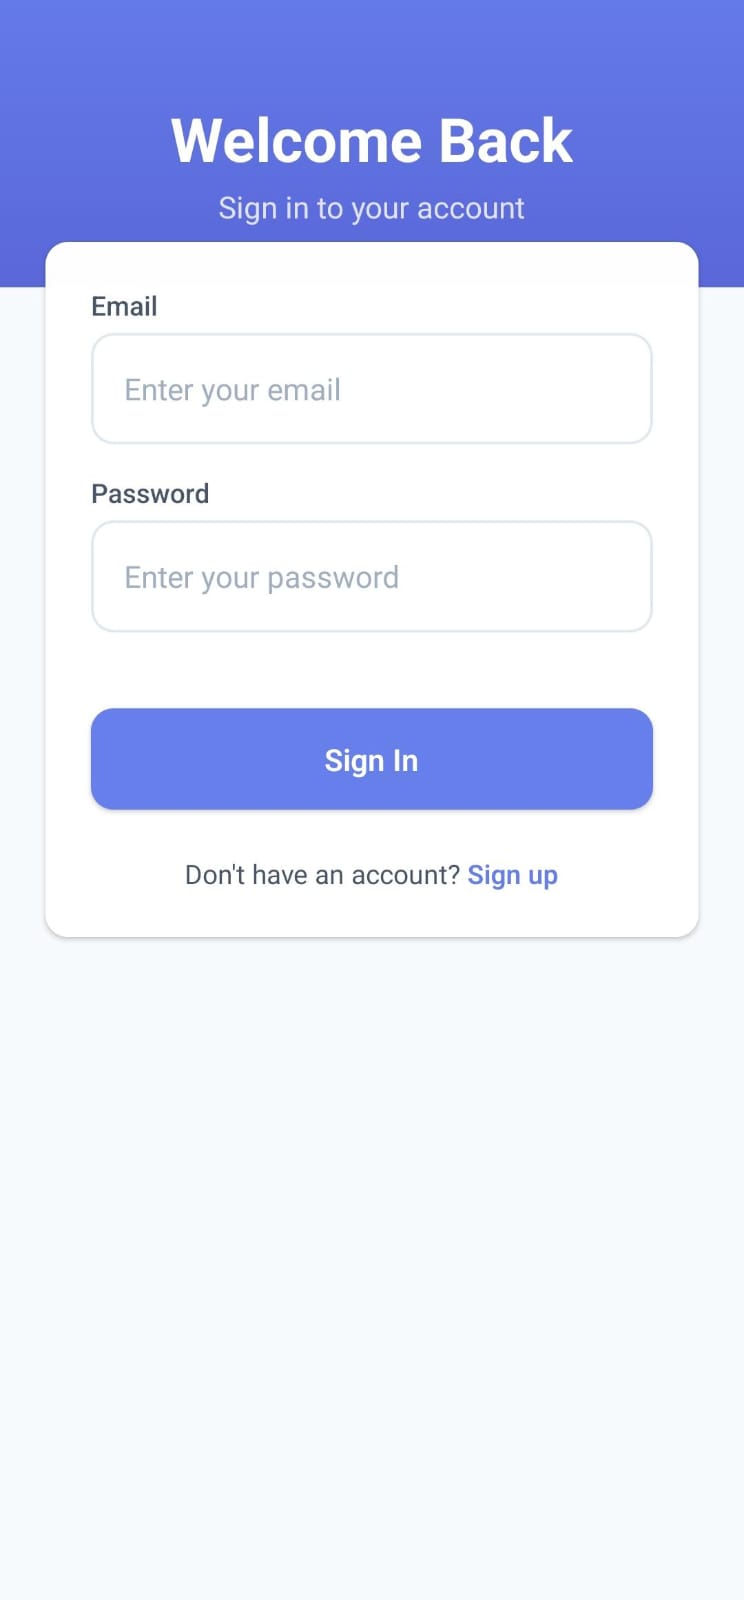 Welcome Back
Sign in to your account
Email
Enter your email
Password
Enter your password
Sign In
Don't have an account? Sign up